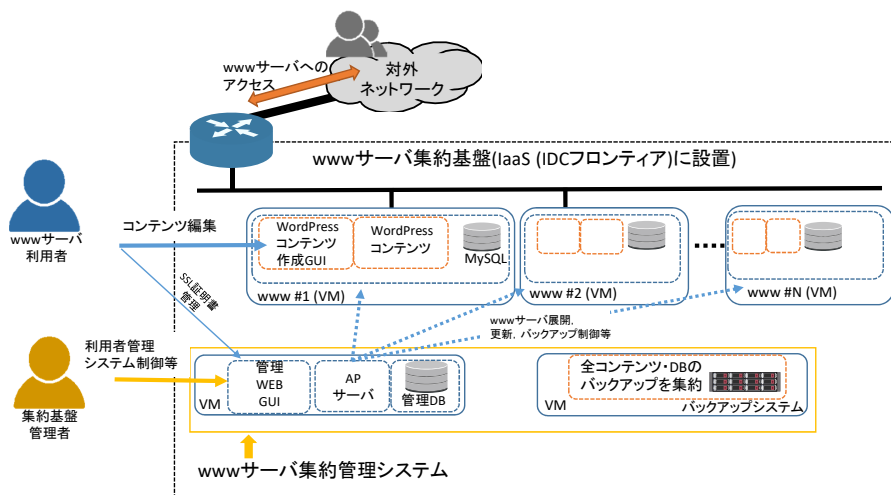 wwwサーバへの
アクセス
対外
ネットワーク
wwwサーバ集約基盤(IaaS (IDCフロンティア)に設置)
wwwサーバ
利用者
コンテンツ編集
SSL証明書
管理
WordPress
コンテンツ
作成GUI
WordPress
コンテンツ
MySQL
www #1 (VM)
www #2 (VM)
www #N (VM)
wwwサーバ展開,
更新, バックアップ制御等
集約基盤
管理者
利用者管理
システム制御等
管理
WEB
GUI
VM
AP
サーバ
管理DB
全コンテンツ・DBの
バックアップを集約
VM
バックアップシステム
wwwサーバ集約管理システム